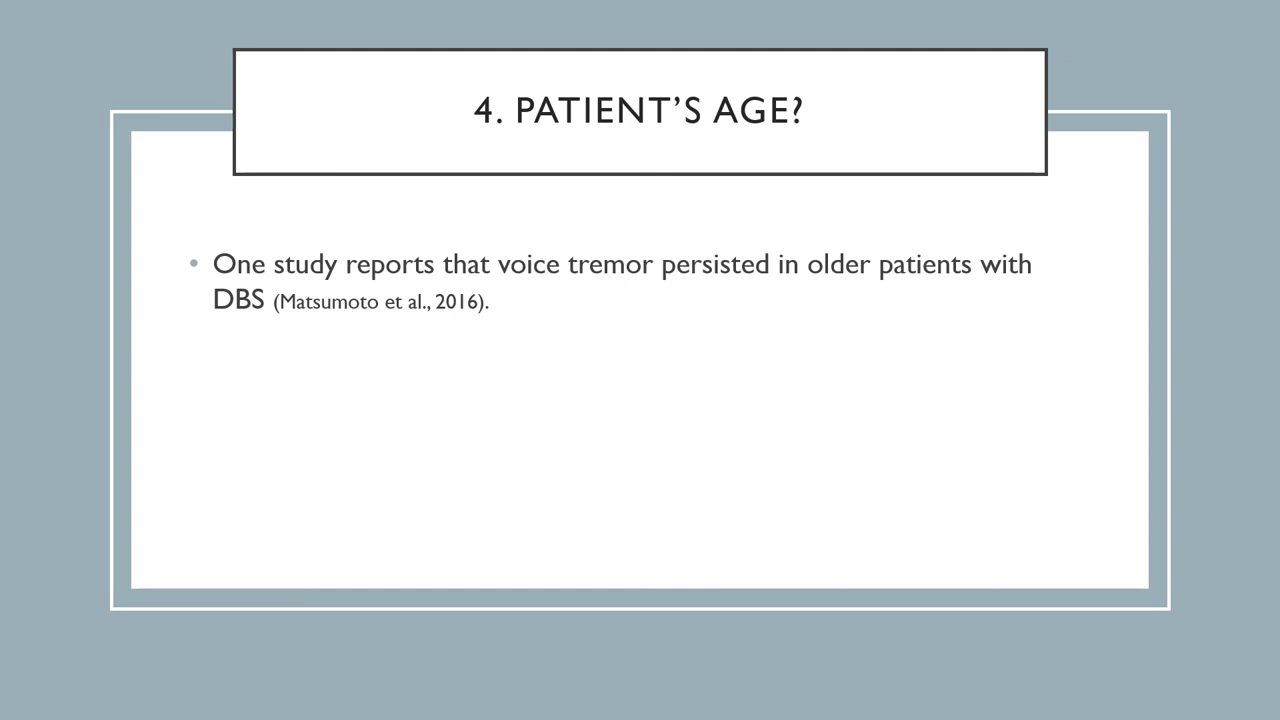 4. PATIENT’S AGE?
• One study reports that voice tremor persisted in older patients with
DBS (Matsumoto et al., 2016).